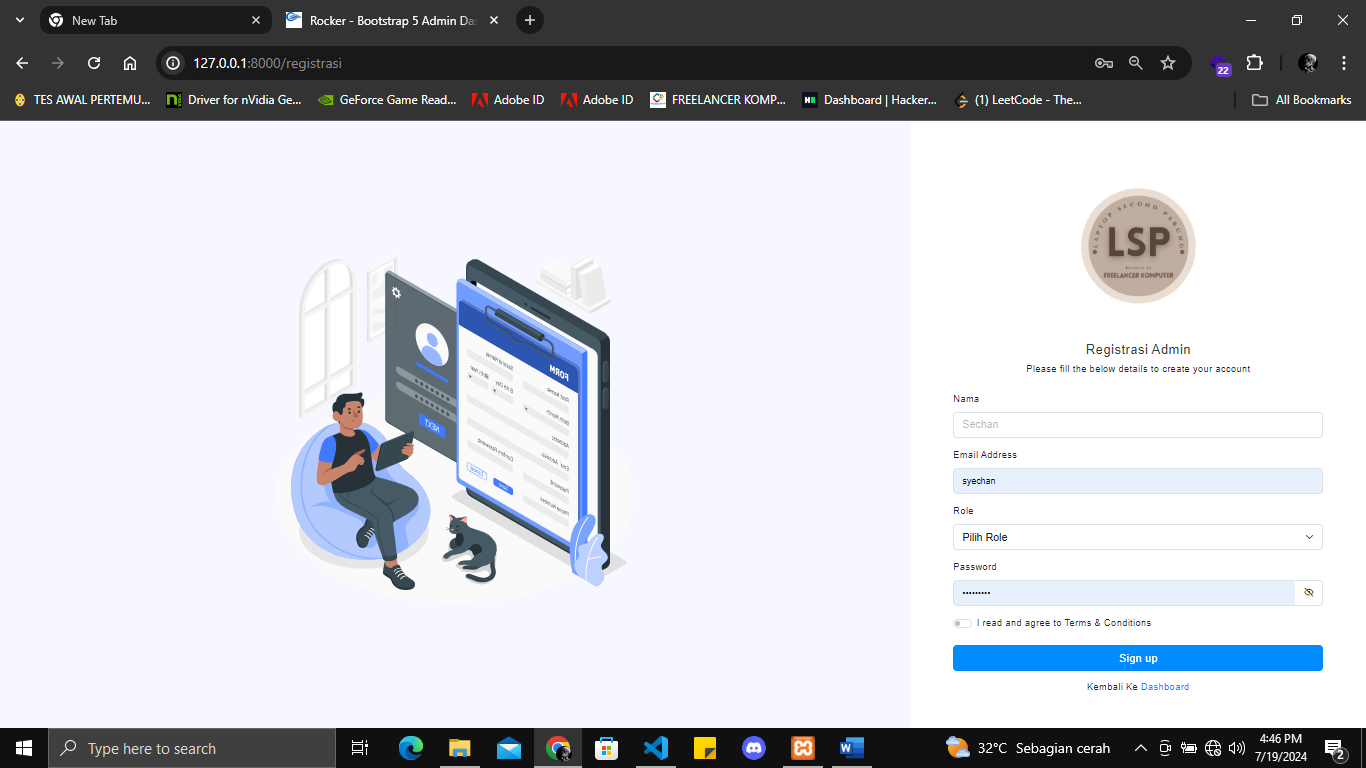 New Tab
Rocker - Bootstrap 5 Admin Das
127.0.0.1:8000/registrasi
22
TES AWAL PERTEMU...
Driver for nVidia Ge...
GeForce Game Read...
Adobe ID
Adobe ID
FREELANCER KOMP...
Dashboard | Hacker...
(1) LeetCode - The...
All Bookmarks
LAPTOP SECOND PARUNG
LSP
FREELANCER KOMPUTER
FORM
NEXT
Registrasi Admin
Please fill the below details to create your account
Nama
Sechan
Email Address
syechan
Role
Pilih Role
Password
I read and agree to Terms & Conditions
Sign up
Kembali Ke Dashboard
Type here to search
32°C Sebagian cerah
4:46 PM
7/19/2024
2